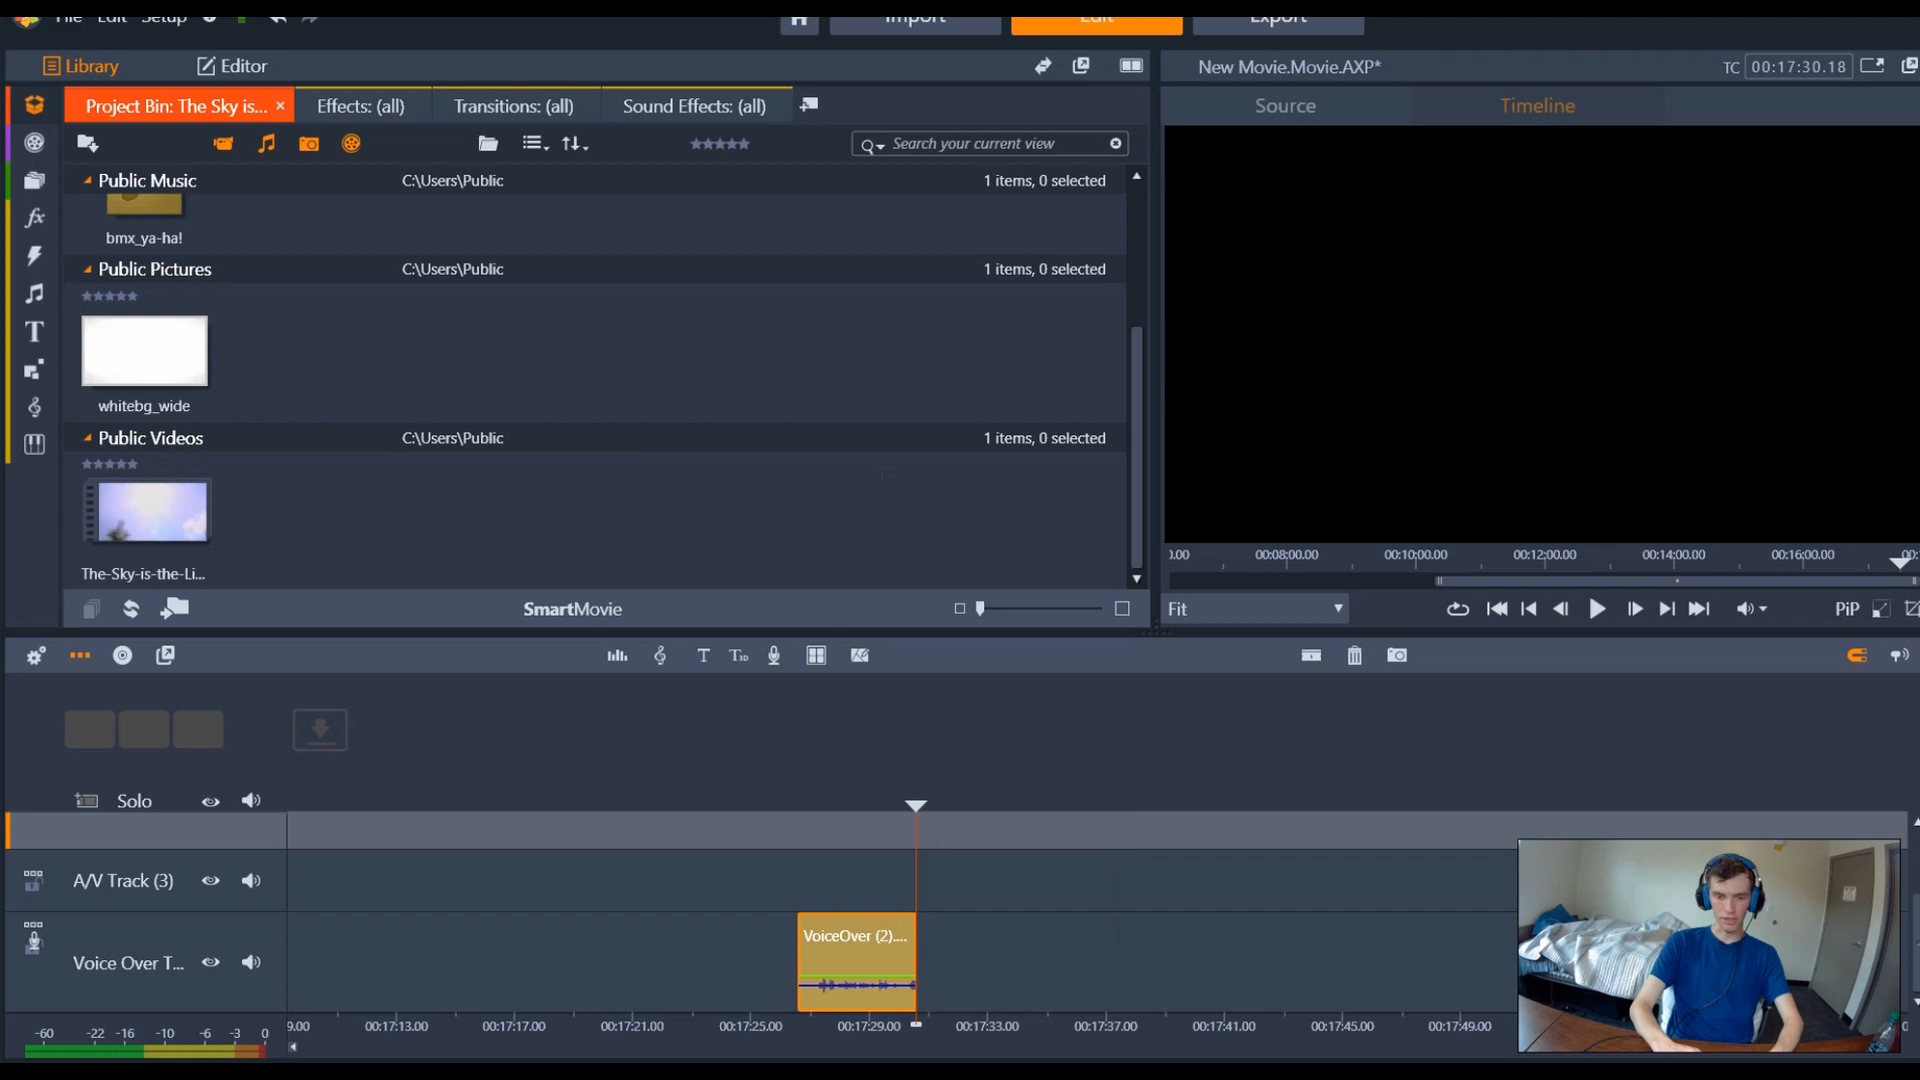 File Edit Setup
Import Edit Export
Library Editor
New Movie.Movie.AXP* TC 00:17:30.18
Project Bin: The Sky is... × Effects: (all) Transitions: (all) Sound Effects: (all)
Source Timeline
Search your current view
Public Music C:\Users\Public 1 items, 0 selected
bmx_ya-ha!
Public Pictures C:\Users\Public 1 items, 0 selected
whitebg_wide
Public Videos C:\Users\Public 1 items, 0 selected
The-Sky-is-the-Li...
.00 00:08:00.00 00:10:00.00 00:12:00.00 00:14:00.00 00:16:00.00 00:
SmartMovie
Fit PiP
T T3D
Solo
A/V Track (3)
VoiceOver (2)....
Voice Over T...
9.00 00:17:13.00 00:17:17.00 00:17:21.00 00:17:25.00 00:17:29.00 00:17:33.00 00:17:37.00 00:17:41.00 00:17:45.00 00:17:49.00
-60 -22 -16 -10 -6 -3 0